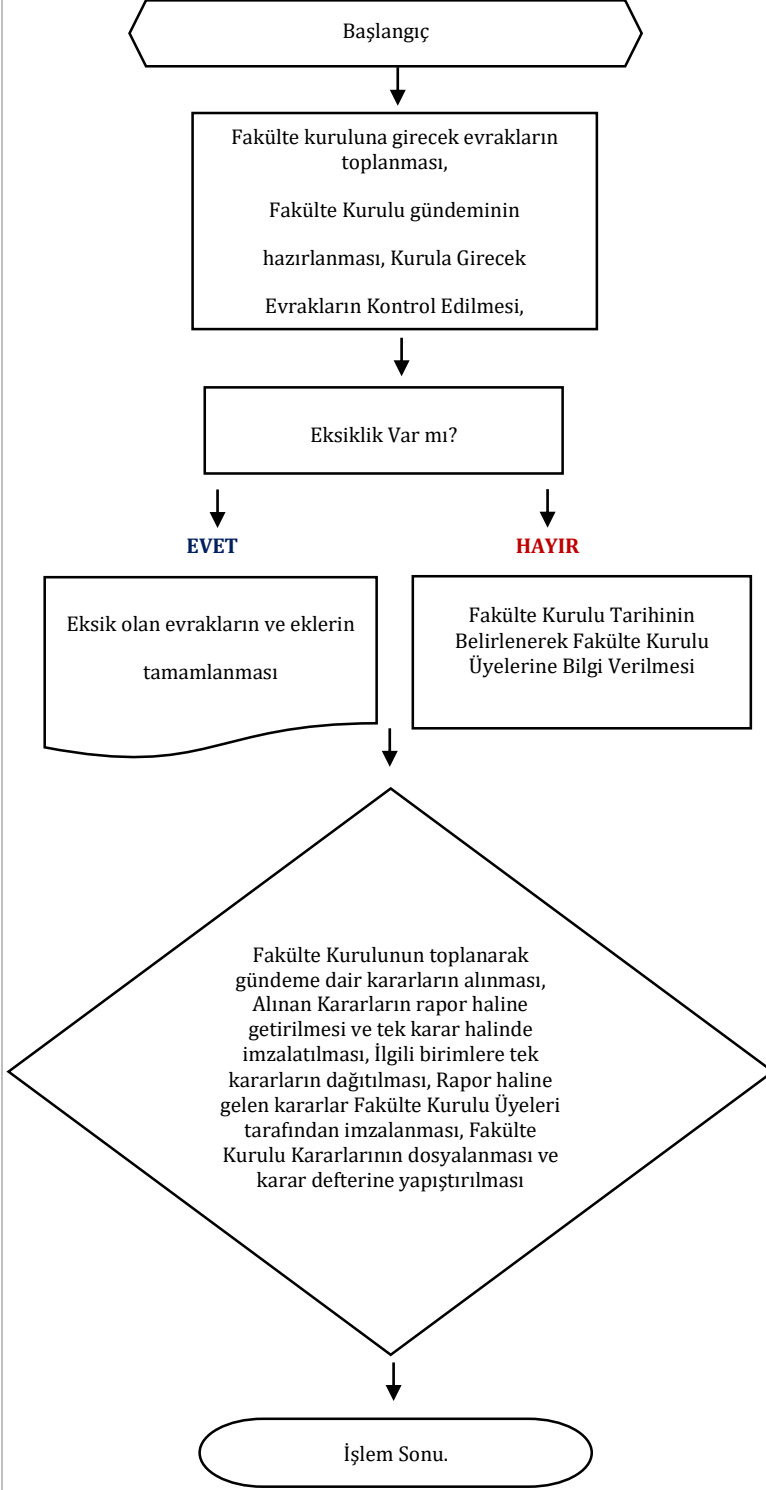 Başlangıç
Fakülte kuruluna girecek evrakların
toplanması,
Fakülte Kurulu gündeminin
hazırlanması, Kurula Girecek
Evrakların Kontrol Edilmesi,
Eksiklik Var mı?
EVET
HAYIR
Eksik olan evrakların ve eklerin
tamamlanması
Fakülte Kurulu Tarihinin
Belirlenerek Fakülte Kurulu
Üyelerine Bilgi Verilmesi
Fakülte Kurulunun toplanarak
gündeme dair kararların alınması,
Alınan Kararların rapor haline
getirilmesi ve tek karar halinde
imzalatılması, İlgili birimlere tek
kararların dağıtılması, Rapor haline
gelen kararlar Fakülte Kurulu Üyeleri
tarafından imzalanması, Fakülte
Kurulu Kararlarının dosyalanması ve
karar defterine yapıştırılması
İşlem Sonu.